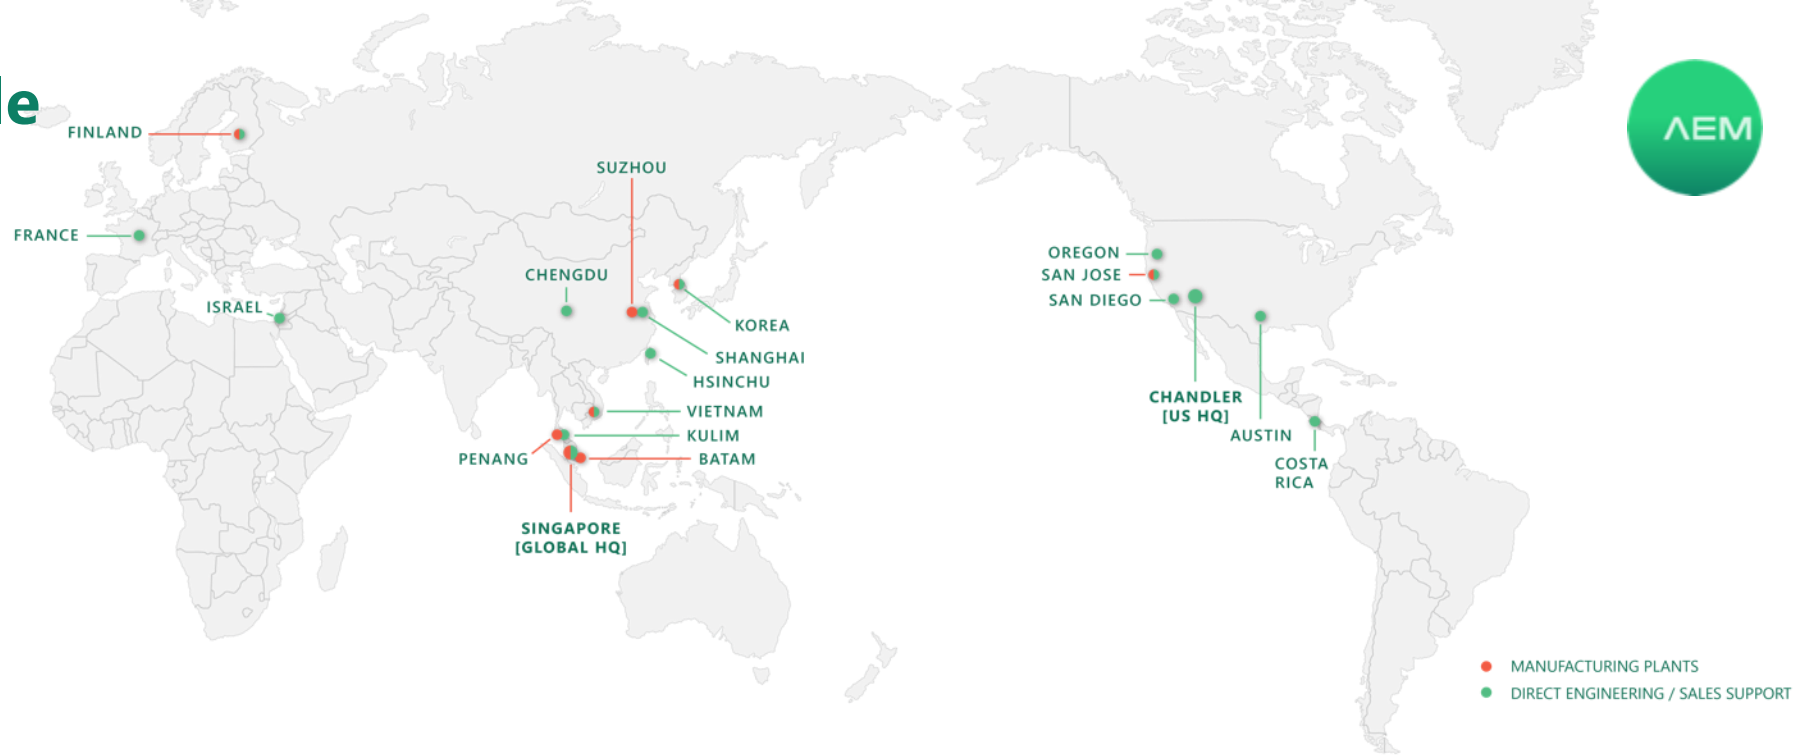 FINLAND
SUZHOU
FRANCE
CHENGDU
ISRAEL
KOREA
SHANGHAI
HSINCHU
VIETNAM
KULIM
PENANG
BATAM
SINGAPORE
[GLOBAL HQ]
OREGON
SAN JOSE
SAN DIEGO
CHANDLER
[US HQ]
AUSTIN
COSTA
RICA
AEM
MANUFACTURING PLANTS
DIRECT ENGINEERING / SALES SUPPORT